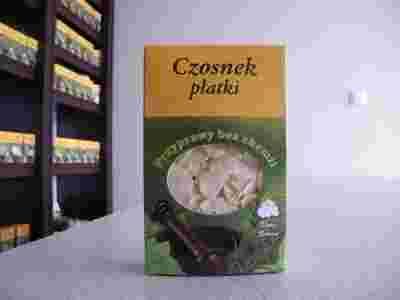 Czosnek
płatki
Przyprawy bez chemii